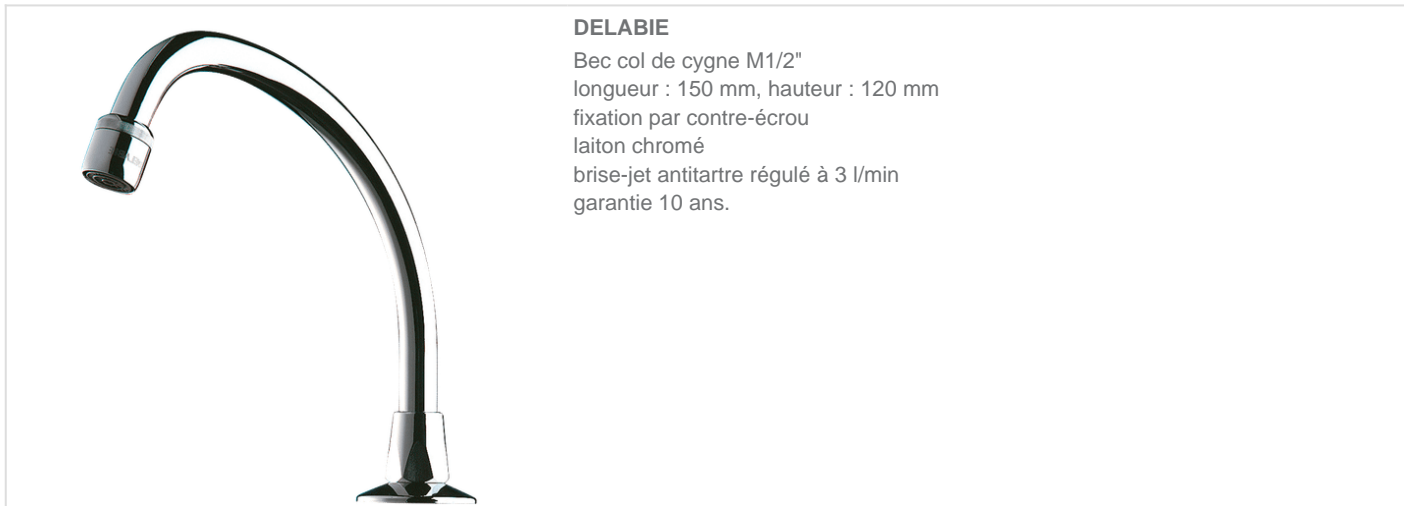 DELABIE
Bec col de cygne M1/2"
longueur : 150 mm, hauteur : 120 mm
fixation par contre-écrou
laiton chromé
brise-jet antitartre régulé à 3 l/min
garantie 10 ans.